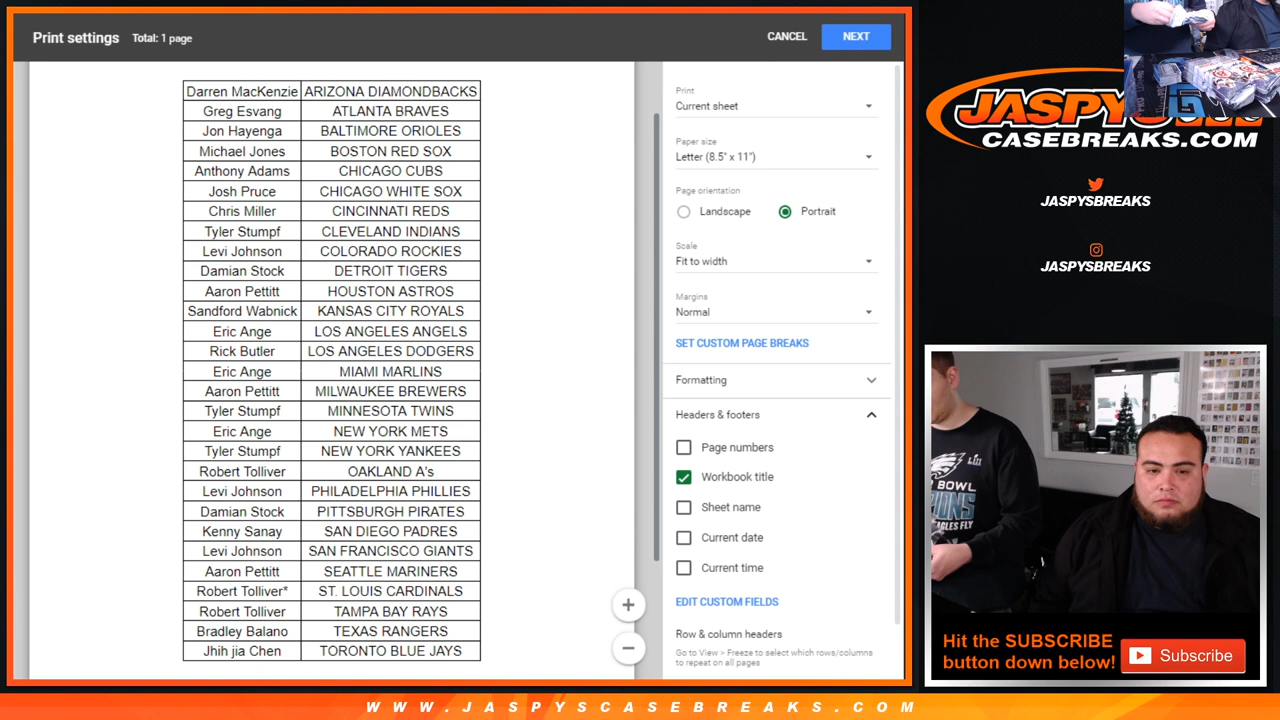 Print settings Total: 1 page
CANCEL NEXT
Darren MacKenzie ARIZONA DIAMONDBACKS
Greg Esvang ATLANTA BRAVES
Jon Hayenga BALTIMORE ORIOLES
Michael Jones BOSTON RED SOX
Anthony Adams CHICAGO CUBS
Josh Pruce CHICAGO WHITE SOX
Chris Miller CINCINNATI REDS
Tyler Stumpf CLEVELAND INDIANS
Levi Johnson COLORADO ROCKIES
Damian Stock DETROIT TIGERS
Aaron Pettitt HOUSTON ASTROS
Sandford Wabnick KANSAS CITY ROYALS
Eric Ange LOS ANGELES ANGELS
Rick Butler LOS ANGELES DODGERS
Eric Ange MIAMI MARLINS
Aaron Pettitt MILWAUKEE BREWERS
Tyler Stumpf MINNESOTA TWINS
Eric Ange NEW YORK METS
Tyler Stumpf NEW YORK YANKEES
Robert Tolliver OAKLAND A's
Levi Johnson PHILADELPHIA PHILLIES
Damian Stock PITTSBURGH PIRATES
Kenny Sanay SAN DIEGO PADRES
Levi Johnson SAN FRANCISCO GIANTS
Aaron Pettitt SEATTLE MARINERS
Robert Tolliver* ST. LOUIS CARDINALS
Robert Tolliver TAMPA BAY RAYS
Bradley Balano TEXAS RANGERS
Jhih jia Chen TORONTO BLUE JAYS
Print
Current sheet
Paper size
Letter (8.5" x 11")
Page orientation
Landscape Portrait
Scale
Fit to width
Margins
Normal
SET CUSTOM PAGE BREAKS
Formatting
Headers & footers
Page numbers
Workbook title
Sheet name
Current date
Current time
EDIT CUSTOM FIELDS
Row & column headers
Go to View > Freeze to select which rows/columns
to repeat on all pages
CASEBREAKS.COM
JASPYSBREAKS
JASPYSBREAKS
LII
BOWL
EAGLES FLY
Hit the SUBSCRIBE
button down below!
Subscribe
WWW.JASPYSCASEBREAKS.COM